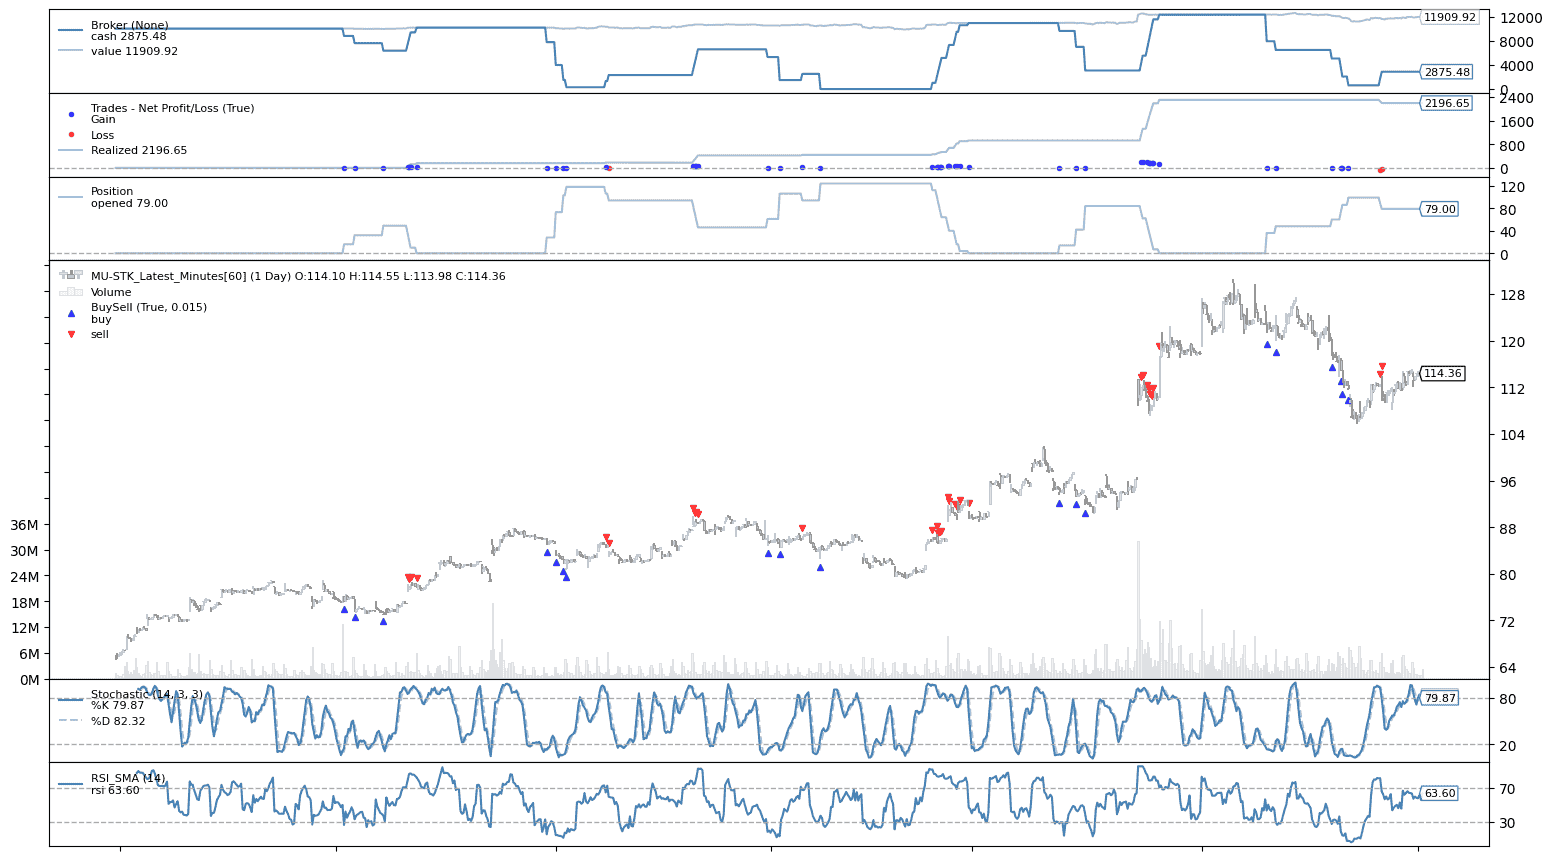 Broker (None)
cash 2875.48
value 11909.92
12000
11909.92
8000
4000
2875.48
0
Trades - Net Profit/Loss (True)
Gain
Loss
Realized 2196.65
2400
2196.65
1600
800
0
Position
opened 79.00
120
80
79.00
40
0
MU-STK_Latest_Minutes[60] (1 Day) O:114.10 H:114.55 L:113.98 C:114.36
Volume
BuySell (True, 0.015)
buy
sell
128
120
114.36
112
104
96
88
80
72
64
36M
30M
24M
18M
12M
6M
0M
Stochastic (14, 3, 3)
%K 79.87
%D 82.32
80
79.87
20
RSI_SMA (14)
rsi 63.60
70
63.60
30